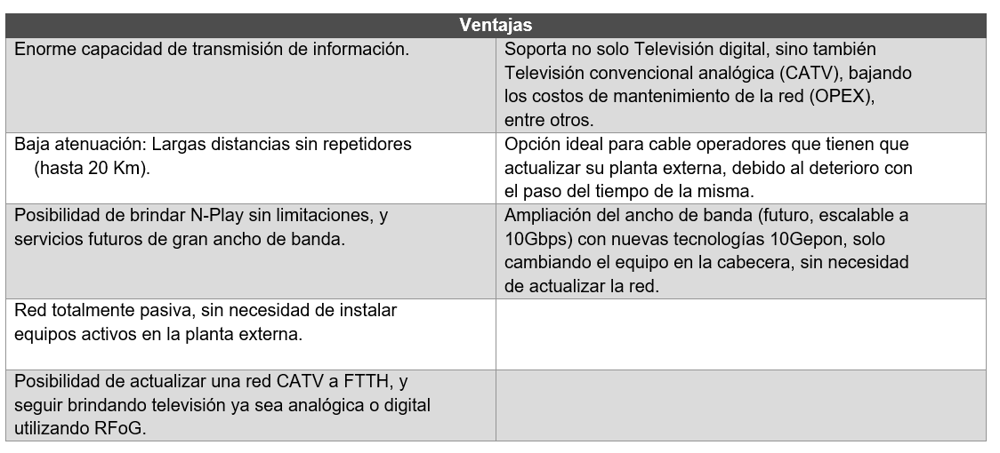 Ventajas
Enorme capacidad de transmisión de información.
Soporta no solo Televisión digital, sino también
Televisión convencional analógica (CATV), bajando
los costos de mantenimiento de la red (OPEX),
entre otros.
Baja atenuación: Largas distancias sin repetidores
(hasta 20 Km).
Opción ideal para cable operadores que tienen que
actualizar su planta externa, debido al deterioro con
el paso del tiempo de la misma.
Posibilidad de brindar N-Play sin limitaciones, y
servicios futuros de gran ancho de banda.
Ampliación del ancho de banda (futuro, escalable a
10Gbps) con nuevas tecnologías 10Gepon, solo
cambiando el equipo en la cabecera, sin necesidad
de actualizar la red.
Red totalmente pasiva, sin necesidad de instalar
equipos activos en la planta externa.
Posibilidad de actualizar una red CATV a FTTH, y
seguir brindando televisión ya sea analógica o digital
utilizando RFoG.